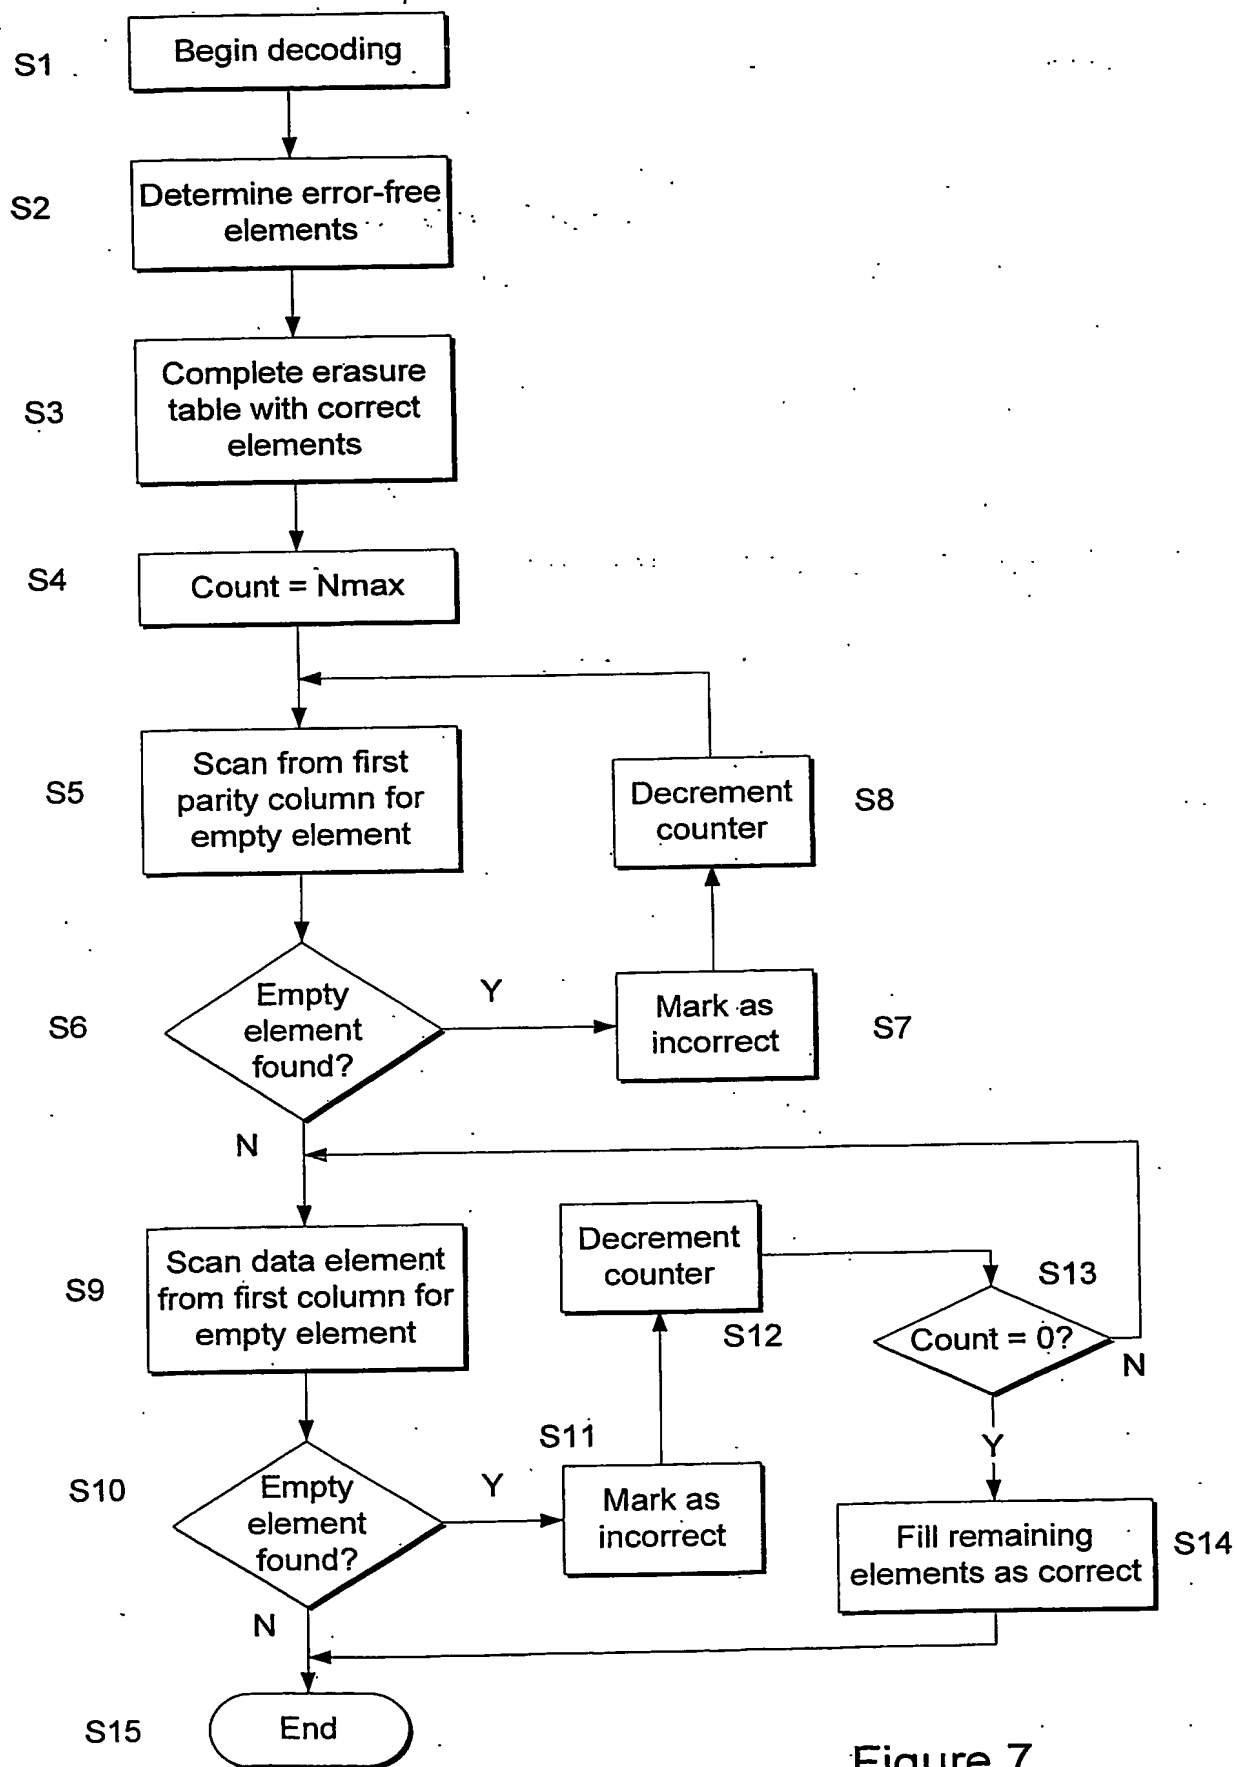 S1
Begin decoding
S2
Determine error-free
elements
S3
Complete erasure
table with correct
elements
S4
Count = Nmax
S5
Scan from first
parity column for
empty element
Decrement
counter
S8
S6
Empty
element
found?
Y
Mark as
incorrect
S7
N
S9
Scan data element
from first column for
empty element
Decrement
counter
S12
S13
Count = 0?
N
Y
S10
Empty
element
found?
Y
S11
Mark as
incorrect
Fill remaining
elements as correct
S14
N
S15
End
Figure 7